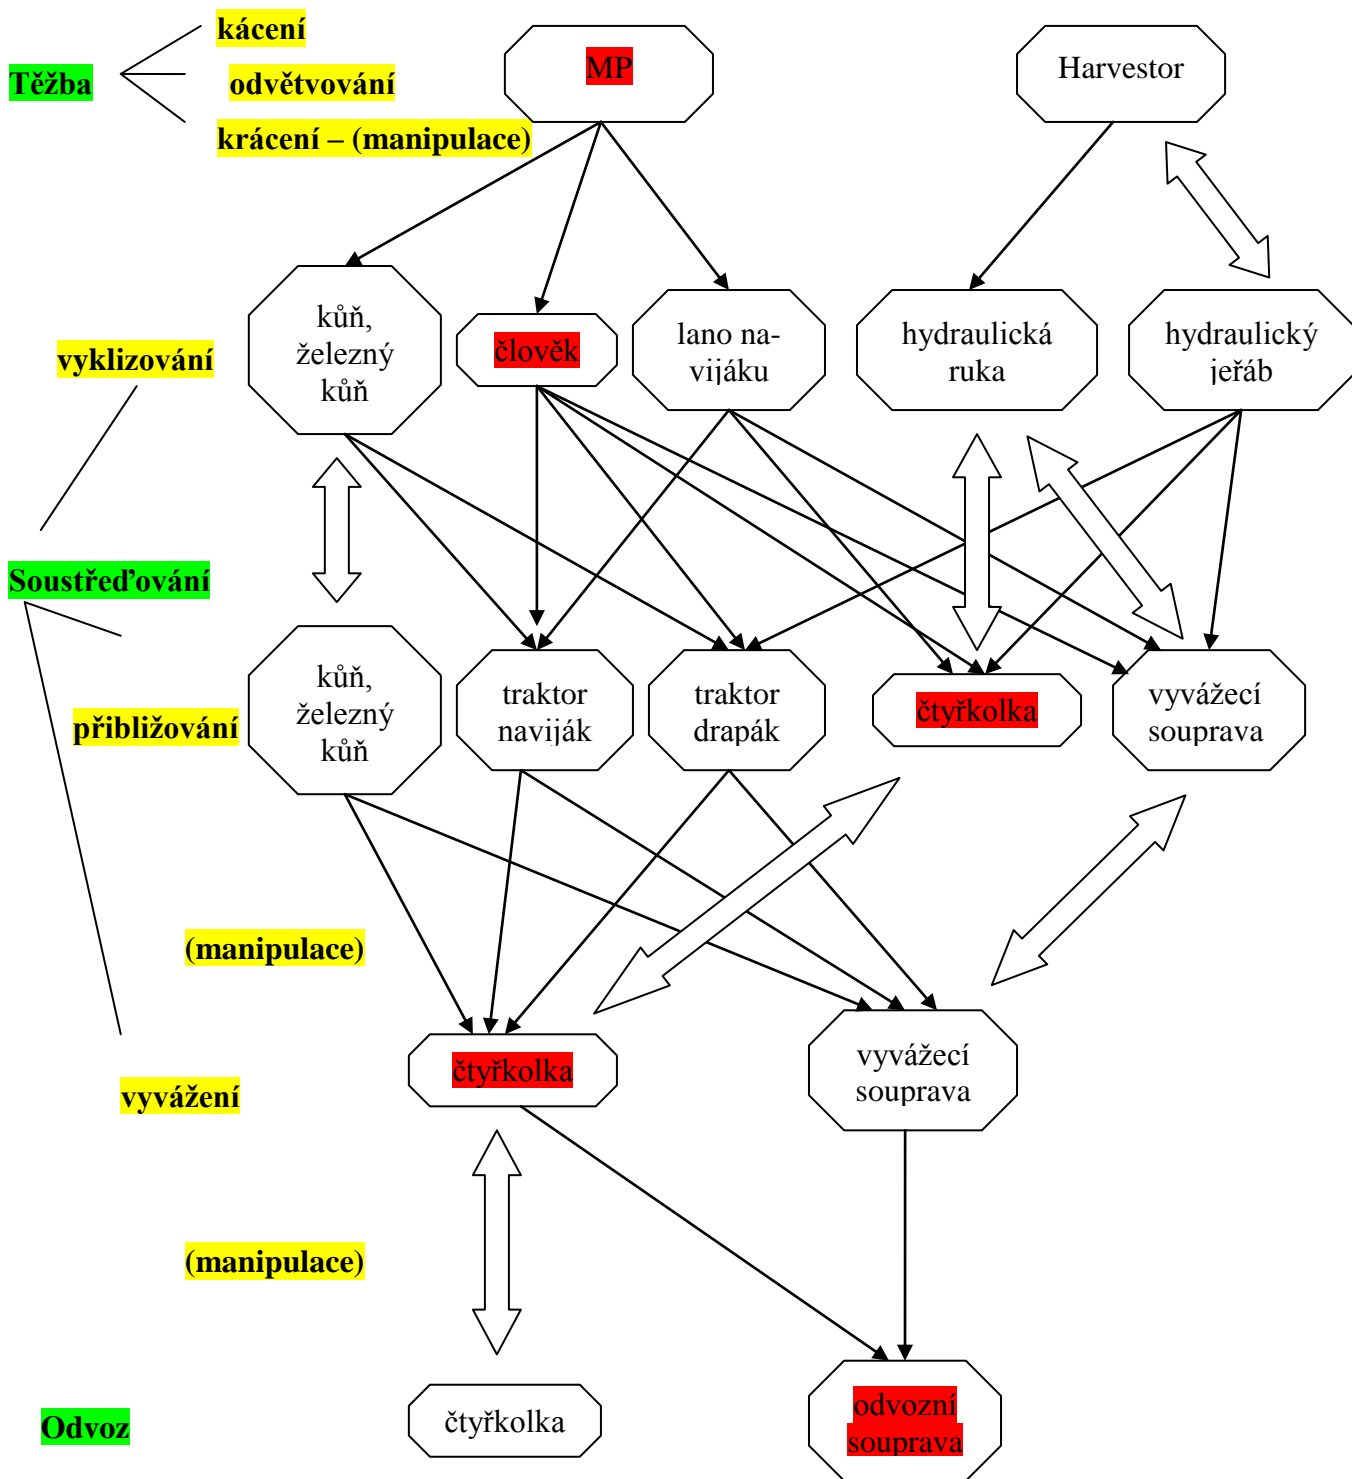 kácení
Těžba
odvětvování
krácení – (manipulace)
MP
Harvestor
vyklizování
kůň,
železný
kůň
člověk
lano na-
vijáku
hydraulická
ruka
hydraulický
jeřáb
Soustřeďování
přibližování
kůň,
železný
kůň
traktor
naviják
traktor
drapák
čtyřkolka
vyvážecí
souprava
(manipulace)
vyvážení
čtyřkolka
vyvážecí
souprava
(manipulace)
Odvoz
čtyřkolka
odvozní
souprava